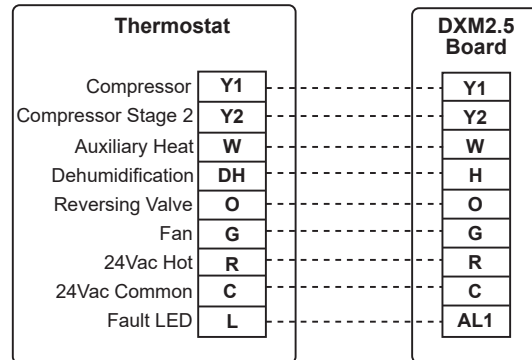 Thermostat
DXM2.5
Board
Compressor Y1 Y1
Compressor Stage 2 Y2 Y2
Auxiliary Heat W W
Dehumidification DH H
Reversing Valve O O
Fan G G
24Vac Hot R R
24Vac Common C C
Fault LED L AL1